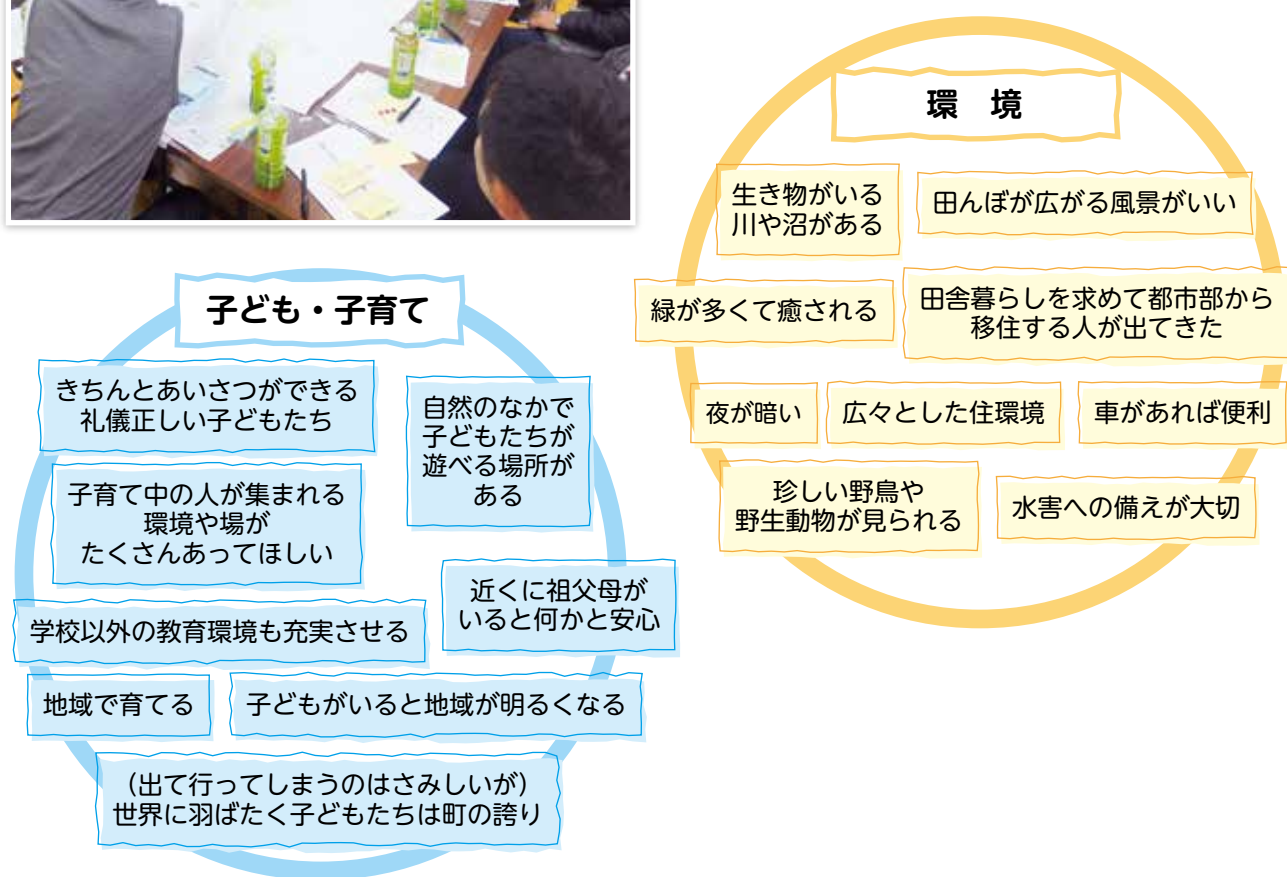 環 境
生き物がいる
川や沼がある
田んぼが広がる風景がいい
緑が多くて癒される
田舎暮らしを求めて都市部から
移住する人が出てきた
夜が暗い
広々とした住環境
車があれば便利
珍しい野鳥や
野生動物が見られる
水害への備えが大切
子ども・子育て
きちんとあいさつができる
礼儀正しい子どもたち
自然のなかで
子どもたちが
遊べる場所が
ある
子育て中の人が集まれる
環境や場が
たくさんあってほしい
近くに祖父母が
いると何かと安心
学校以外の教育環境も充実させる
地域で育てる
子どもがいると地域が明るくなる
（出て行ってしまうのはさみしいが）
世界に羽ばたく子どもたちは町の誇り